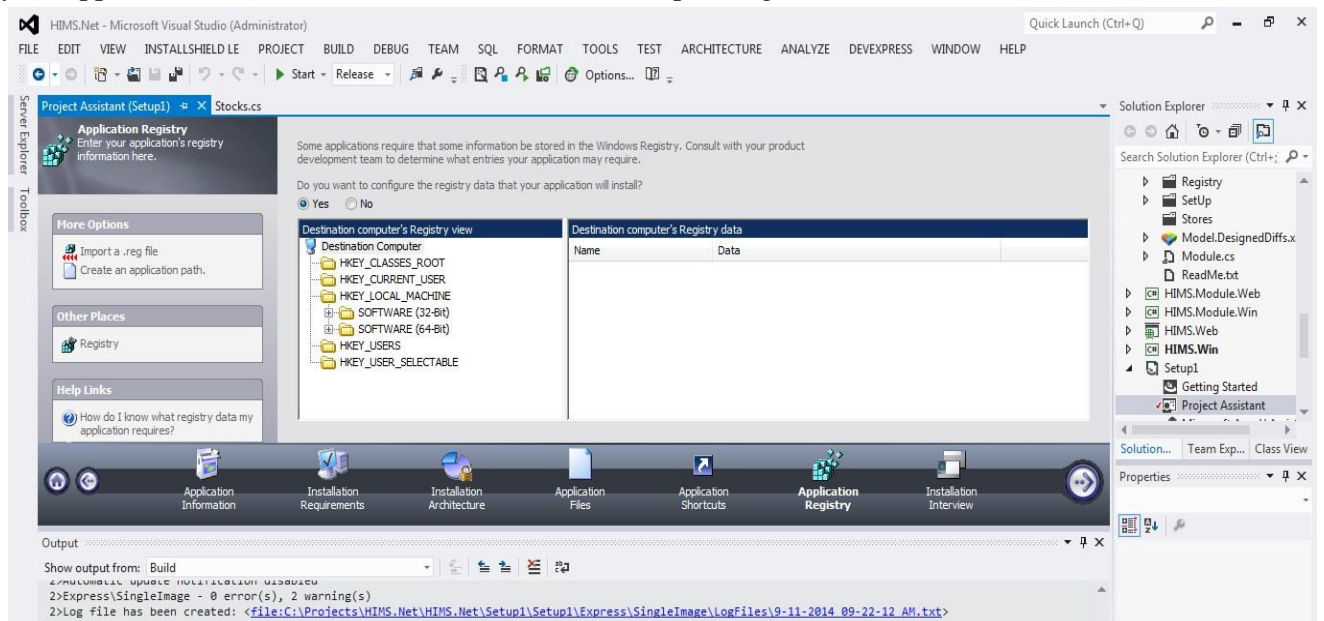 HIMS.Net - Microsoft Visual Studio (Administrator)
Quick Launch (Ctrl+Q)
FILE EDIT VIEW INSTALLSHIELD LE PROJECT BUILD DEBUG TEAM SQL FORMAT TOOLS TEST ARCHITECTURE ANALYZE DEVEXPRESS WINDOW HELP
Start Release Options...
Server Explorer
Toolbox
Project Assistant (Setup1) Stocks.cs
Application Registry
Enter your application's registry
information here.
More Options
Import a .reg file
Create an application path.
Other Places
Registry
Help Links
How do I know what registry data my
application requires?
Some applications require that some information be stored in the Windows Registry. Consult with your product
development team to determine what entries your application may require.
Do you want to configure the registry data that your application will install?
Yes No
Destination computer's Registry view
Destination Computer
HKEY_CLASSES_ROOT
HKEY_CURRENT_USER
HKEY_LOCAL_MACHINE
SOFTWARE (32-Bit)
SOFTWARE (64-Bit)
HKEY_USERS
HKEY_USER_SELECTABLE
Destination computer's Registry data
Name Data
Application
Information
Installation
Requirements
Installation
Architecture
Application
Files
Application
Shortcuts
Application
Registry
Installation
Interview
Output
Show output from: Build
2>Automatic update notification disabled
2>Express\SingleImage - 0 error(s), 2 warning(s)
2>Log file has been created: <file:C:\Projects\HIMS.Net\HIMS.Net\Setup1\Setup1\Express\SingleImage\LogFiles\9-11-2014 09-22-12 AM.txt>
Solution Explorer
Search Solution Explorer (Ctrl+;
Registry
SetUp
Stores
Model.DesignedDiffs.x
Module.cs
ReadMe.txt
HIMS.Module.Web
HIMS.Module.Win
HIMS.Web
HIMS.Win
Setup1
Getting Started
Project Assistant
Solution... Team Exp... Class View
Properties